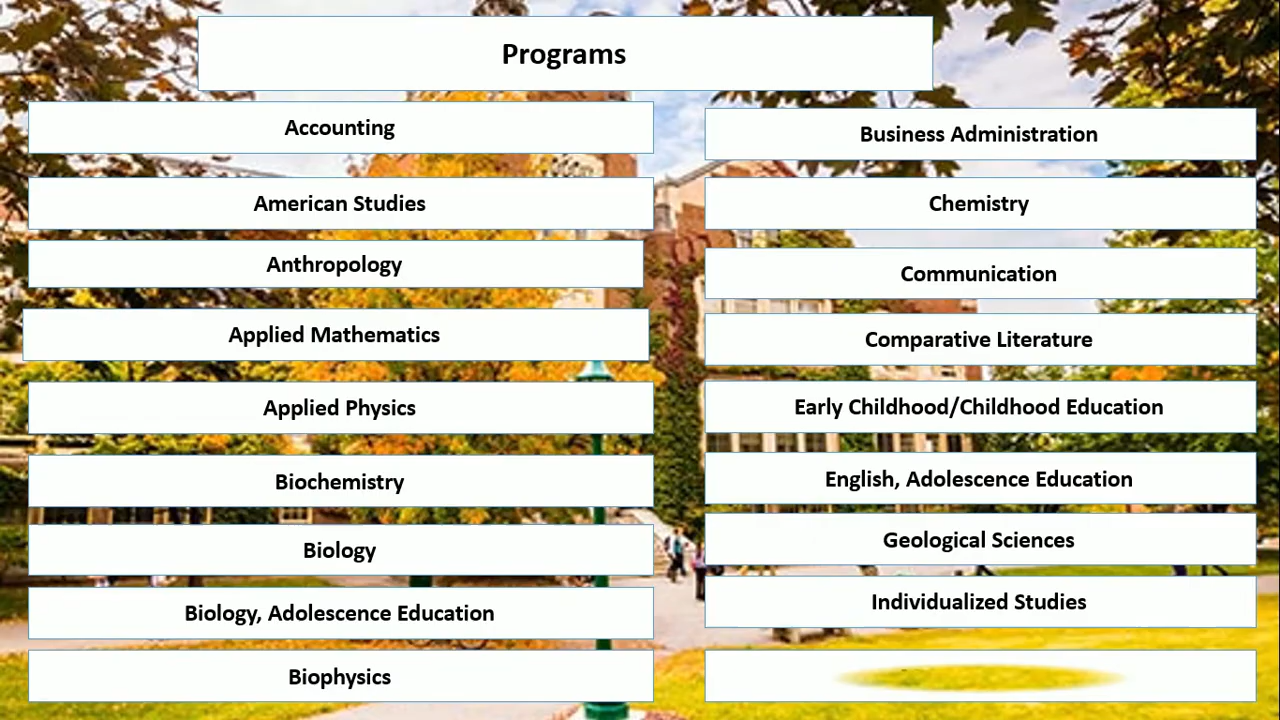 Programs
Accounting
American Studies
Anthropology
Applied Mathematics
Applied Physics
Biochemistry
Biology
Biology, Adolescence Education
Biophysics
Business Administration
Chemistry
Communication
Comparative Literature
Early Childhood/Childhood Education
English, Adolescence Education
Geological Sciences
Individualized Studies